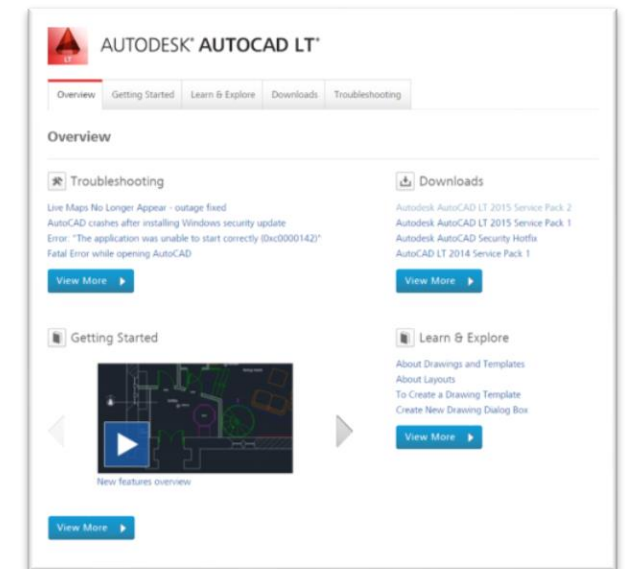 LT
AUTODESK® AUTOCAD LT®
Overview
Getting Started
Learn & Explore
Downloads
Troubleshooting
Overview
Troubleshooting
Live Maps No Longer Appear - outage fixed
AutoCAD crashes after installing Windows security update
Error: "The application was unable to start correctly (0xc0000142)"
Fatal Error while opening AutoCAD
View More
Downloads
Autodesk AutoCAD LT 2015 Service Pack 2
Autodesk AutoCAD LT 2015 Service Pack 1
Autodesk AutoCAD Security Hotfix
AutoCAD LT 2014 Service Pack 1
View More
Getting Started
New features overview
View More
Learn & Explore
About Drawings and Templates
About Layouts
To Create a Drawing Template
Create New Drawing Dialog Box
View More